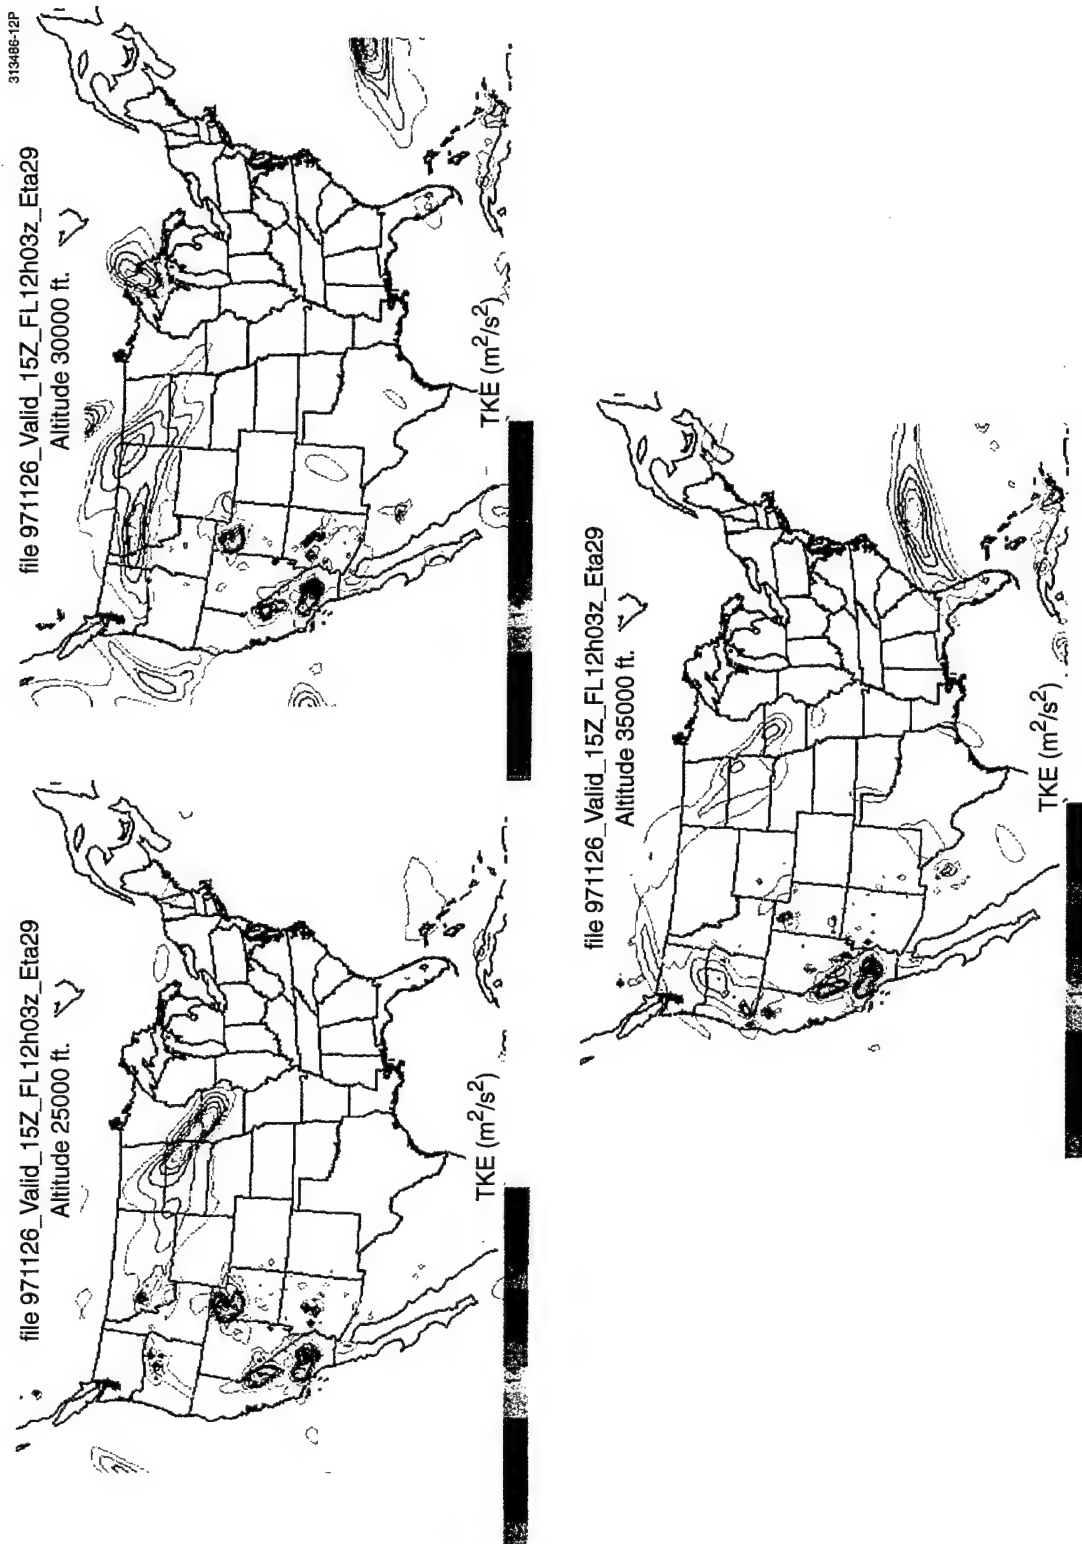 313486-12P
file 971126_Valid_15Z_FL12h03z_Eta29
Altitude 25000 ft.
TKE (m²/s²)
file 971126_Valid_15Z_FL12h03z_Eta29
Altitude 30000 ft.
TKE (m²/s²)
file 971126_Valid_15Z_FL12h03z_Eta29
Altitude 35000 ft.
TKE (m²/s²)